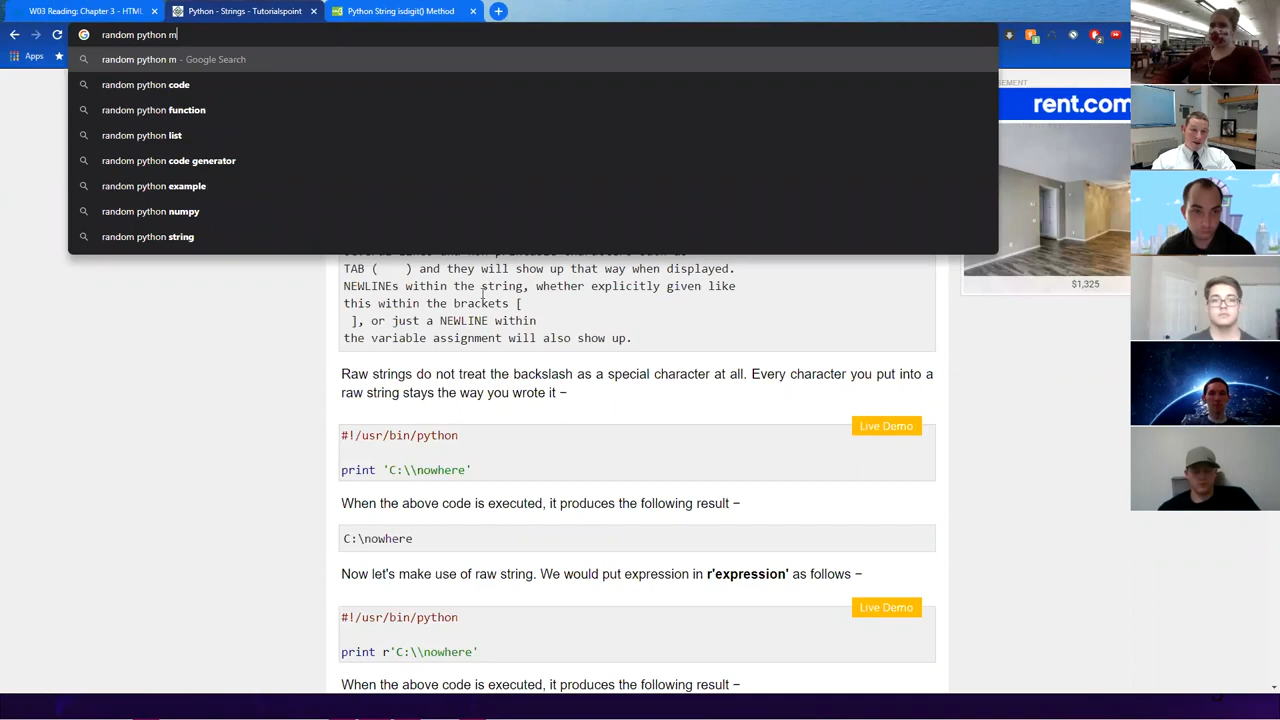 W03 Reading: Chapter 3 - HTML
Python - Strings - Tutorialspoint
Python String isdigit() Method
random python m
Apps
random python m - Google Search
random python code
random python function
random python list
random python code generator
random python example
random python numpy
random python string
rent.com
$1,325
TAB (    ) and they will show up that way when displayed.
NEWLINEs within the string, whether explicitly given like
this within the brackets [
 ], or just a NEWLINE within
the variable assignment will also show up.
Raw strings do not treat the backslash as a special character at all. Every character you put into a
raw string stays the way you wrote it −
Live Demo
#!/usr/bin/python
print 'C:\\nowhere'
When the above code is executed, it produces the following result −
C:\nowhere
Now let's make use of raw string. We would put expression in r'expression' as follows −
Live Demo
#!/usr/bin/python
print r'C:\\nowhere'
When the above code is executed, it produces the following result −